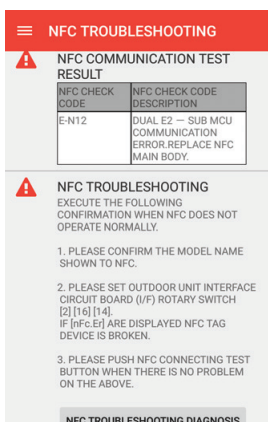 NFC TROUBLESHOOTING
NFC COMMUNICATION TEST
RESULT
NFC CHECK
CODE
NFC CHECK CODE
DESCRIPTION
E-N12
DUAL E2 — SUB MCU
COMMUNICATION
ERROR.REPLACE NFC
MAIN BODY.
NFC TROUBLESHOOTING
EXECUTE THE FOLLOWING
CONFIRMATION WHEN NFC DOES NOT
OPERATE NORMALLY.
1. PLEASE CONFIRM THE MODEL NAME
SHOWN TO NFC.
2. PLEASE SET OUTDOOR UNIT INTERFACE
CIRCUIT BOARD (I/F) ROTARY SWITCH
[2] [16] [14].
IF [nFc.Er] ARE DISPLAYED NFC TAG
DEVICE IS BROKEN.
3. PLEASE PUSH NFC CONNECTING TEST
BUTTON WHEN THERE IS NO PROBLEM
ON THE ABOVE.
NFC TROUBLESHOOTING DIAGNOSIS